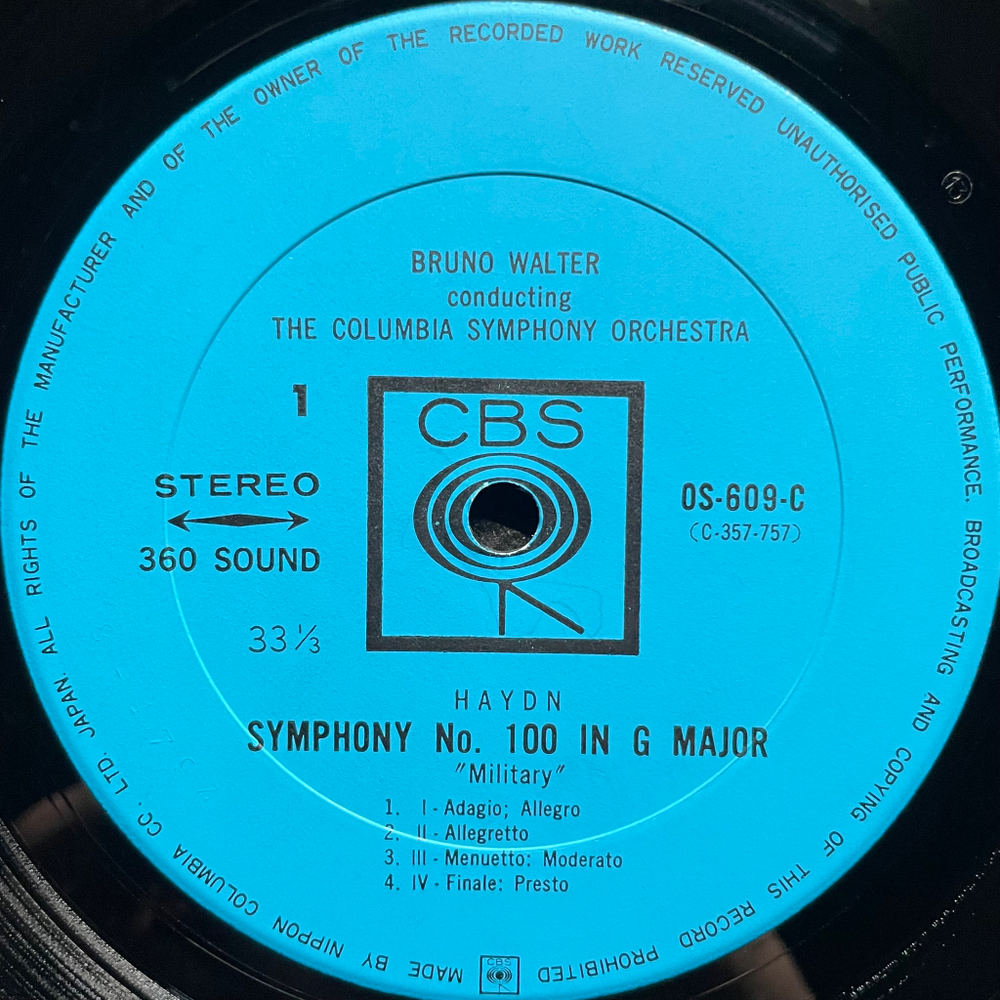 ALL RIGHTS OF THE MANUFACTURER AND OF THE OWNER OF THE RECORDED WORK RESERVED UNAUTHORISED PUBLIC PERFORMANCE. BROADCASTING AND COPYING OF THIS RECORD PROHIBITED
MADE BY NIPPON COLUMBIA CO., LTD. JAPAN.
CBS
13
BRUNO WALTER
conducting
THE COLUMBIA SYMPHONY ORCHESTRA
1
CBS
STEREO
360 SOUND
33 1/3
OS-609-C
(C-357-757)
HAYDN
SYMPHONY No. 100 IN G MAJOR
"Military"
1. I - Adagio; Allegro
2. II - Allegretto
3. III - Menuetto: Moderato
4. IV - Finale: Presto